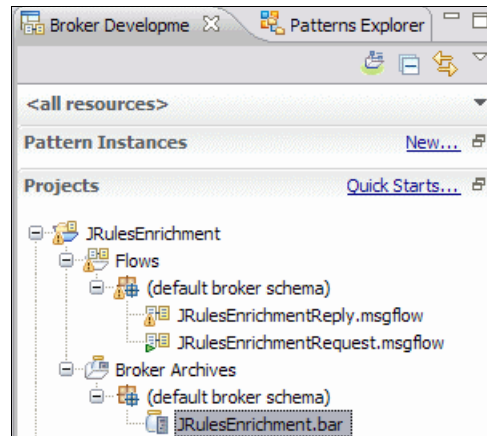 Broker Developme Patterns Explorer
<all resources>
Pattern Instances New...
Projects Quick Starts...
JRulesEnrichment
Flows
(default broker schema)
JRulesEnrichmentReply.msgflow
JRulesEnrichmentRequest.msgflow
Broker Archives
(default broker schema)
JRulesEnrichment.bar